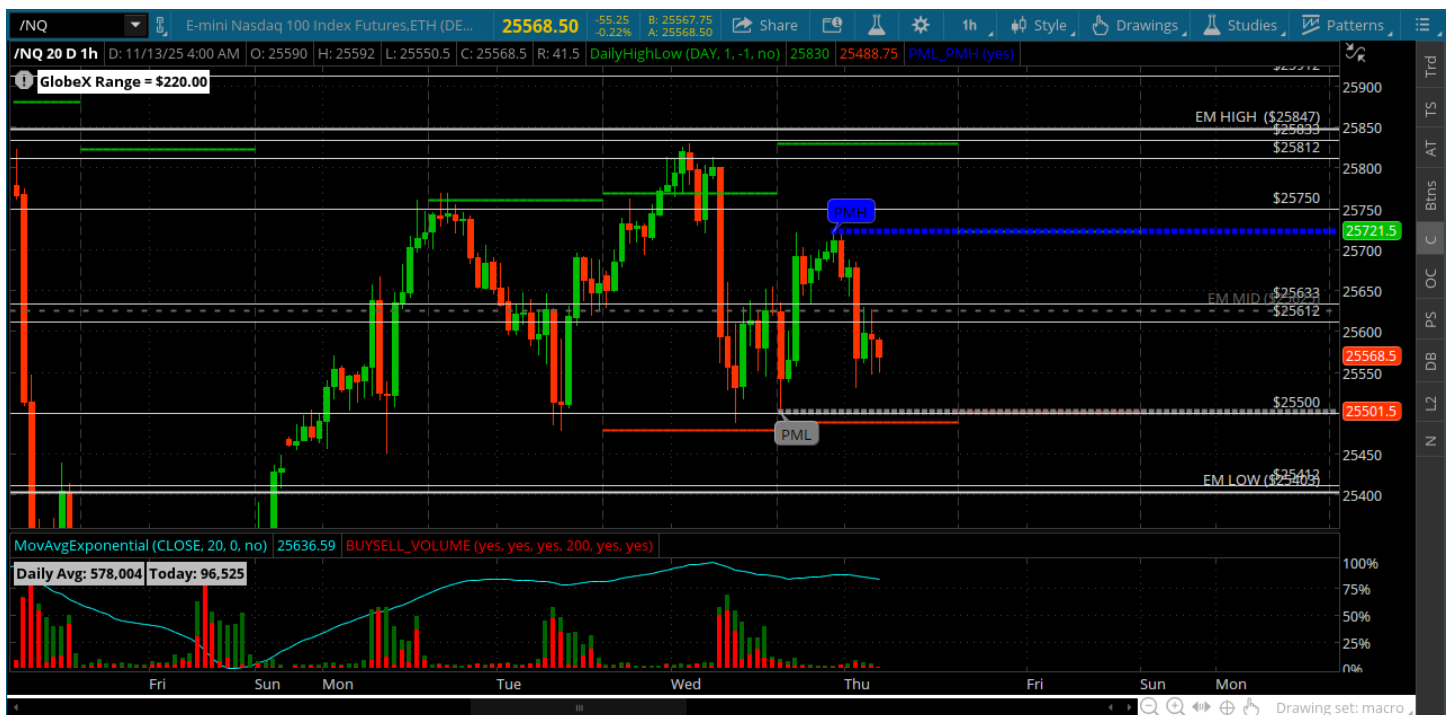 /NQ E-mini Nasdaq 100 Index Futures,ETH (DE... 25568.50 -55.25 -0.22% B: 25567.75 A: 25568.50 Share 1h Style Drawings Studies Patterns
/NQ 20 D 1h D: 11/13/25 4:00 AM O: 25590 H: 25592 L: 25550.5 C: 25568.5 R: 41.5 DailyHighLow (DAY, 1, -1, no) 25830 25488.75 PML_PMH (yes)
GlobeX Range = $220.00
25900
EM HIGH ($25847)
$25833
25850
$25812
25800
$25750
25750
PMH
25721.5
25700
25650
$25633
EM MID
$25612
25600
25568.5
25550
$25500
25501.5
PML
25450
$25412
EM LOW ($25403)
25400
MovAvgExponential (CLOSE, 20, 0, no) 25636.59 BUYSELL_VOLUME (yes, yes, yes, 200, yes, yes)
Daily Avg: 578,004 Today: 96,525
100%
75%
50%
25%
0%
Fri Sun Mon Tue Wed Thu Fri Sun Mon
Drawing set: macro
Trd
TS
AT
Btns
C
OC
PS
DB
L2
N